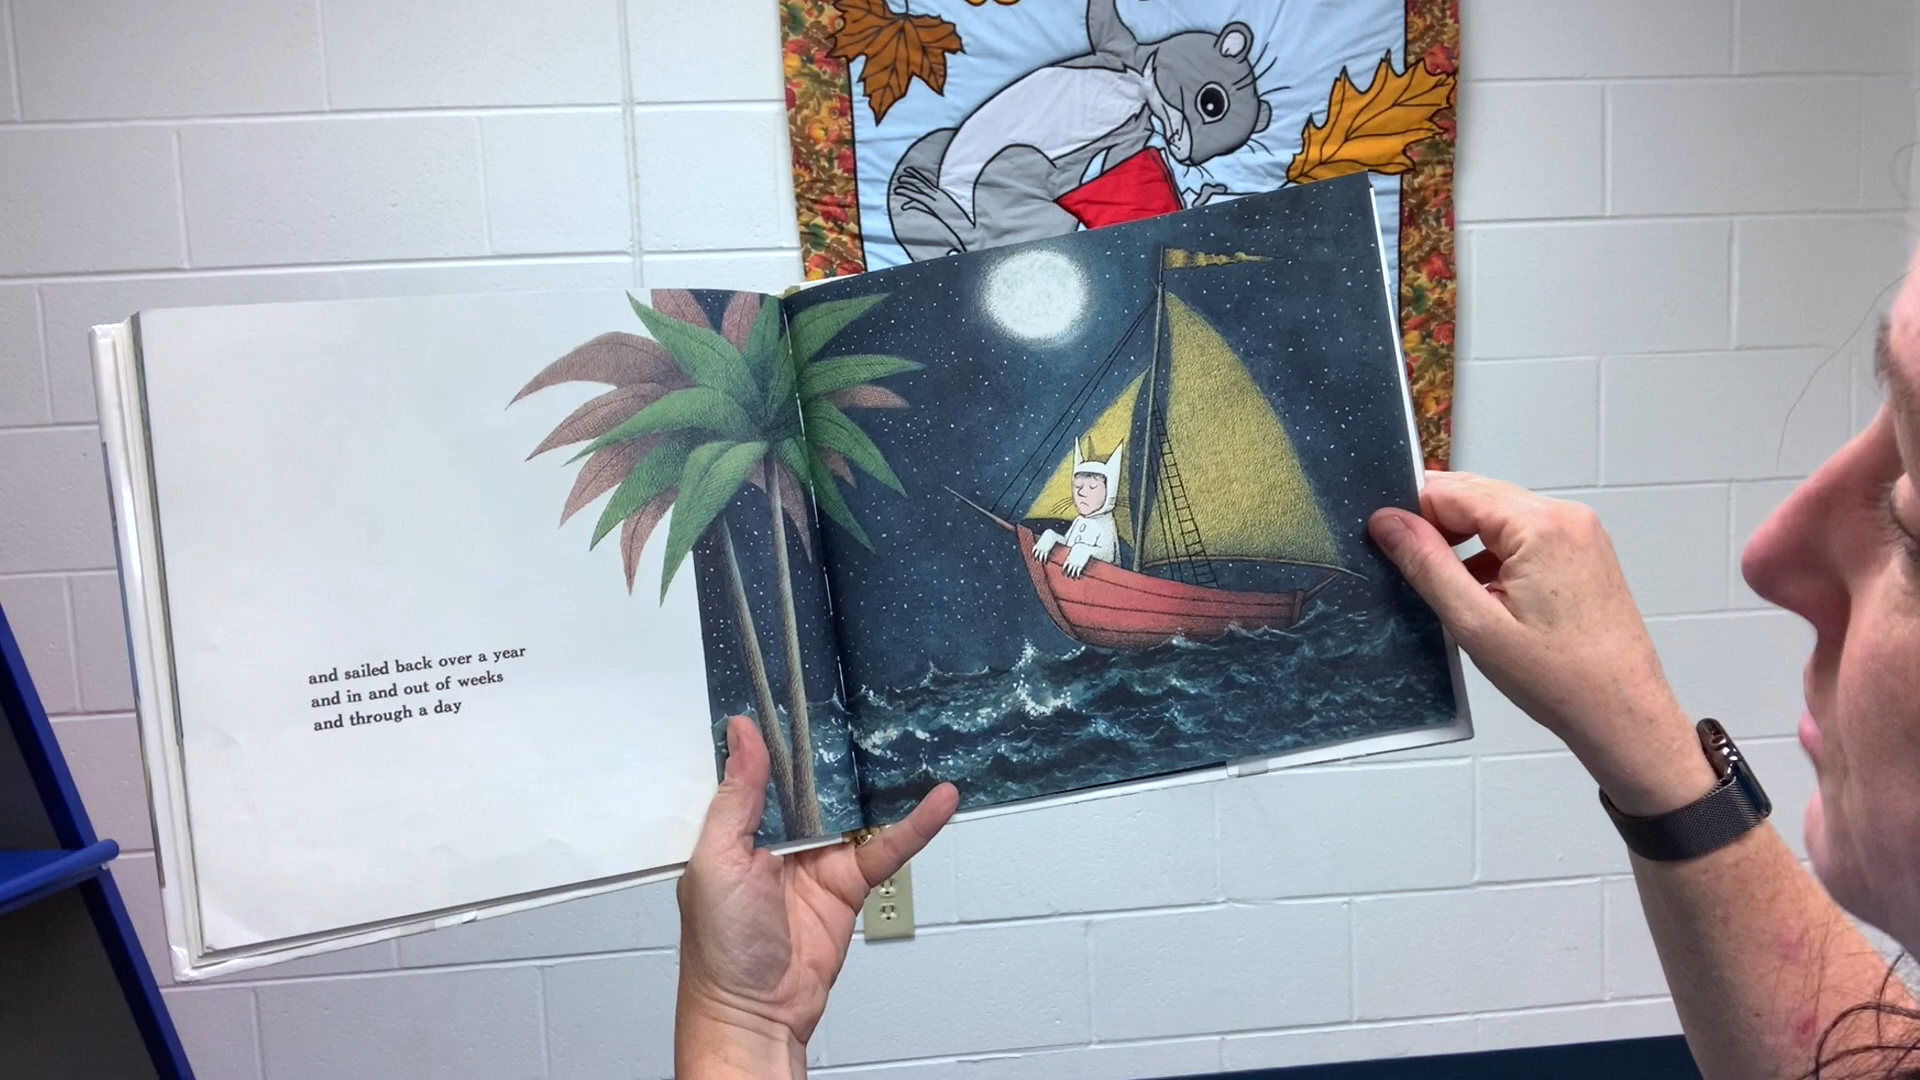 and sailed back over a year
and in and out of weeks
and through a day